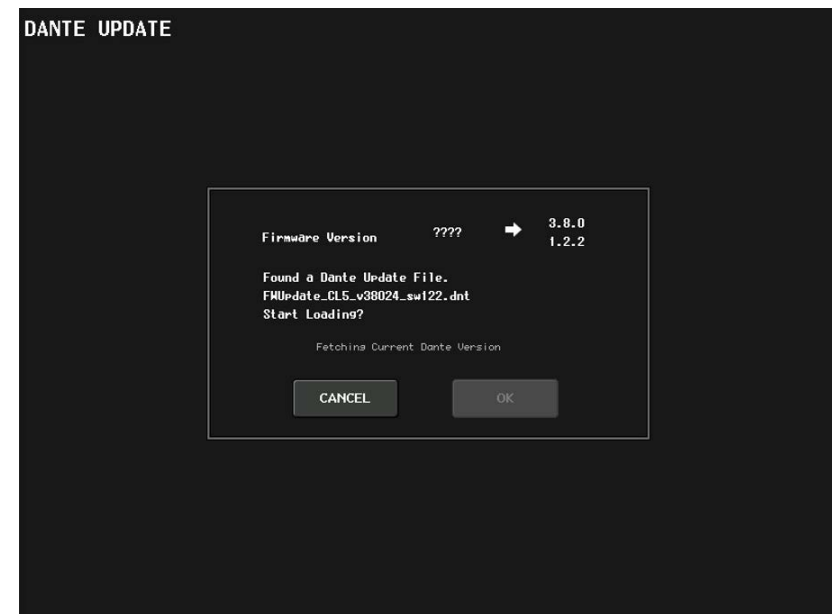 DANTE UPDATE
Firmware Version ???? ➡ 3.8.0
1.2.2
Found a Dante Update File.
FWUpdate_CL5_v38024_sw122.dnt
Start Loading?
Fetching Current Dante Version
CANCEL OK